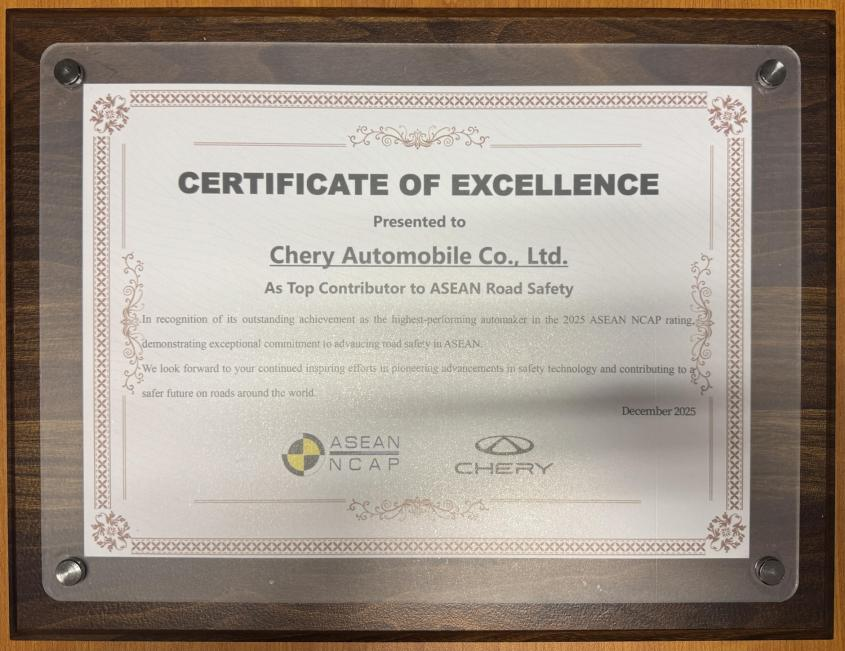 CERTIFICATE OF EXCELLENCE
Presented to
Chery Automobile Co., Ltd.
As Top Contributor to ASEAN Road Safety
In recognition of its outstanding achievement as the highest-performing automaker in the 2025 ASEAN NCAP rating,
demonstrating exceptional commitment to advancing road safety in ASEAN.
We look forward to your continued inspiring efforts in pioneering advancements in safety technology and contributing to a
safer future on roads around the world.
December 2025
ASEAN
NCAP
CHERY